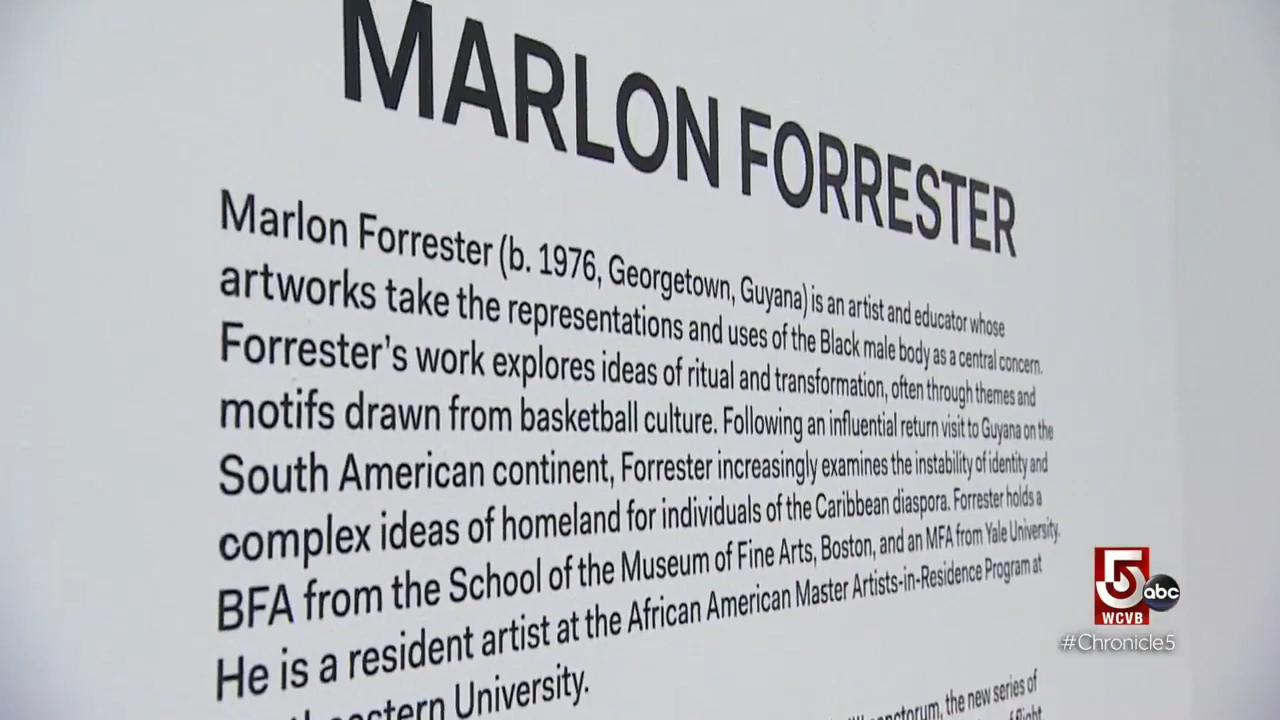 MARLON FORRESTER
Marlon Forrester (b. 1976, Georgetown, Guyana) is an artist and educator whose
artworks take the representations and uses of the Black male body as a central concern.
Forrester's work explores ideas of ritual and transformation, often through themes and
motifs drawn from basketball culture. Following an influential return visit to Guyana on the
South American continent, Forrester increasingly examines the instability of identity and
complex ideas of homeland for individuals of the Caribbean diaspora. Forrester holds a
BFA from the School of the Museum of Fine Arts, Boston, and an MFA from Yale University.
He is a resident artist at the African American Master Artists-in-Residence Program at
University.
the new series of
5 abc
WCVB
#Chronicle5